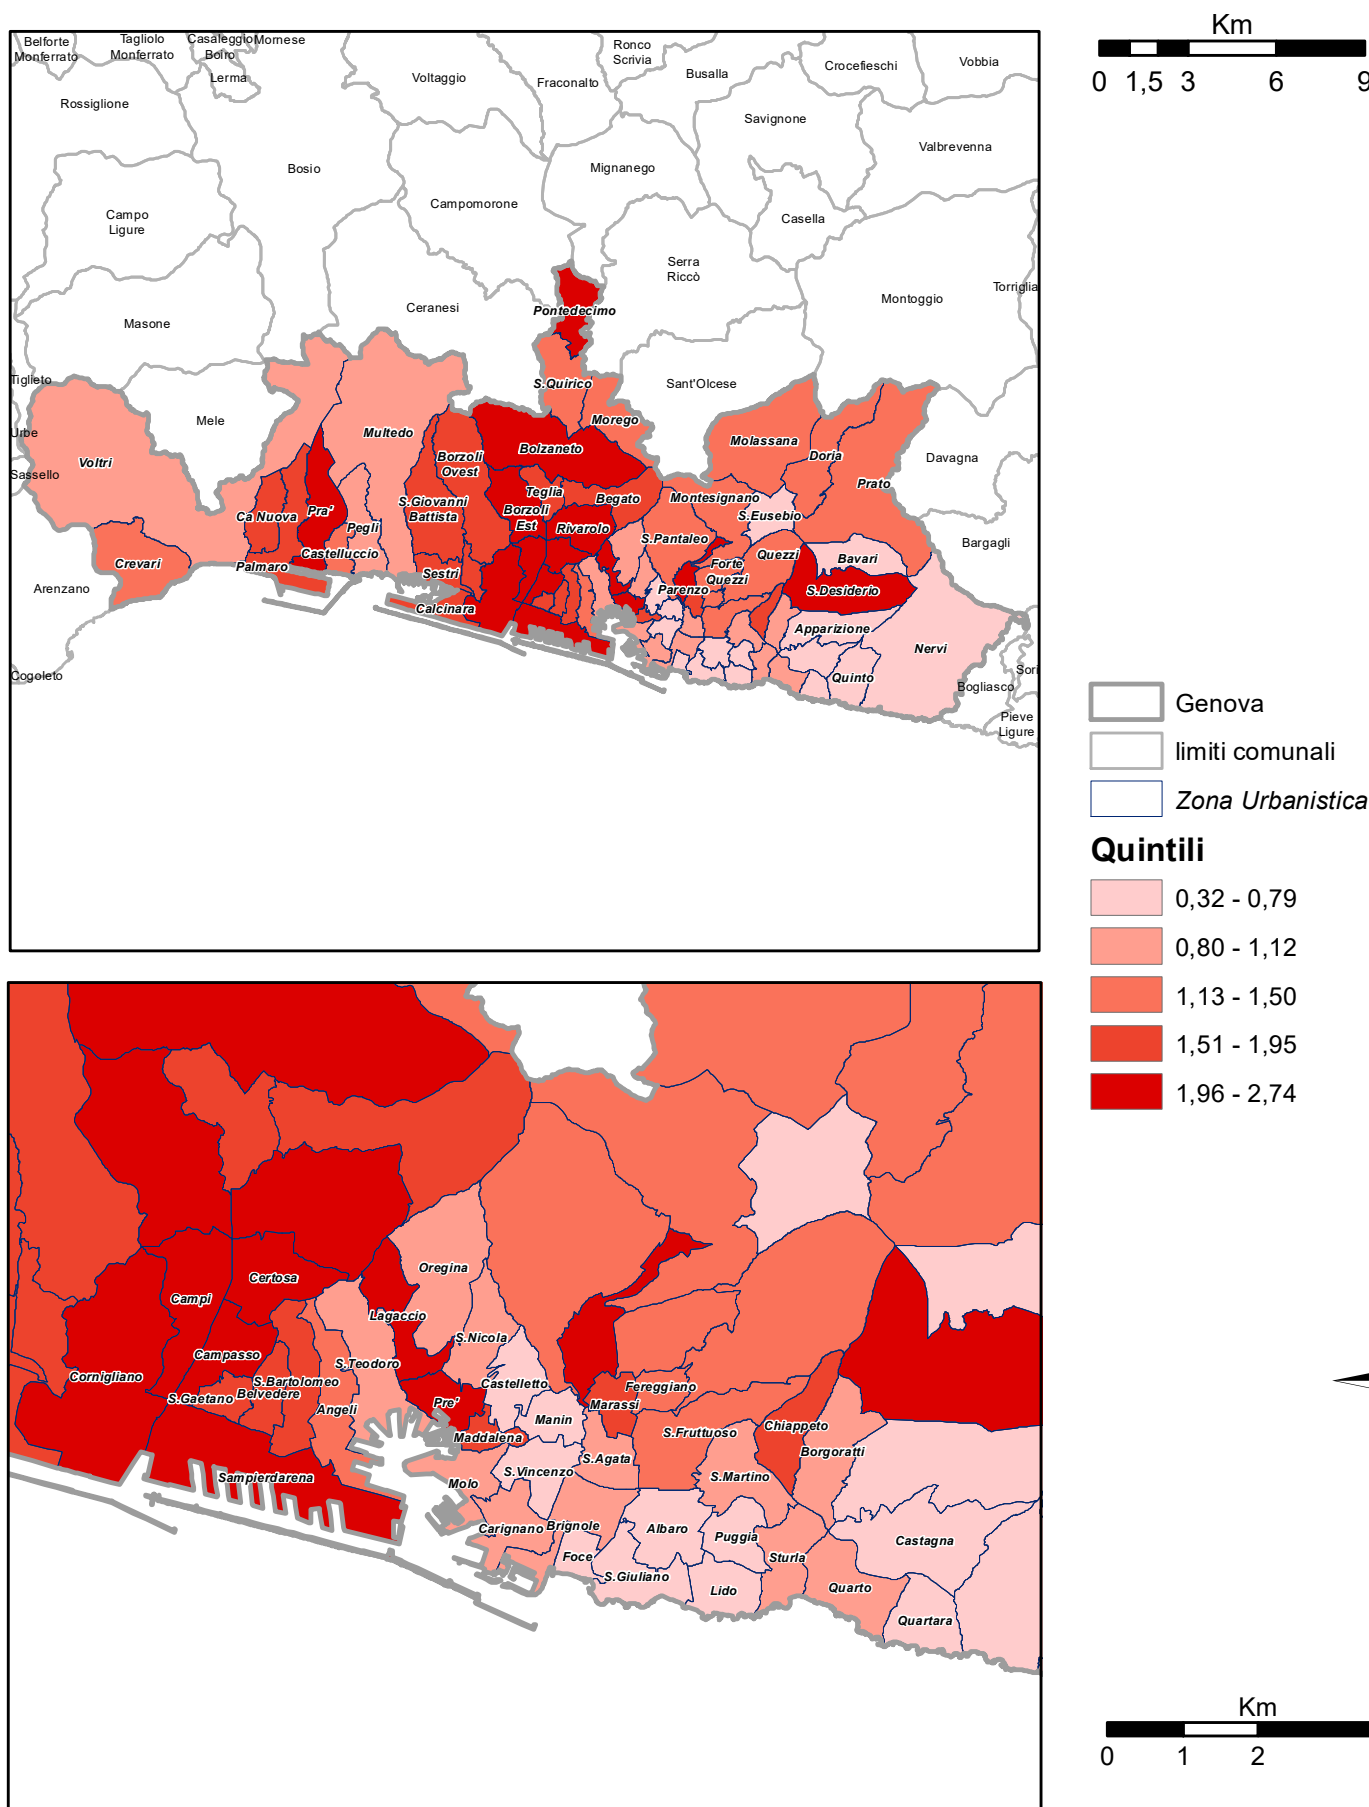 Km
0 1,5 3 6 9
Belforte
Monferrato
Tagliolo
Monferrato
Casaleggio
Boiro
Mornese
Lerma
Rossiglione
Voltaggio
Fraconalto
Ronco
Scrivia
Busalla
Crocefieschi
Vobbia
Savignone
Valbrevenna
Bosio
Mignanego
Campomorone
Campo
Ligure
Casella
Serra
Riccò
Torriglia
Montoggio
Ceranesi
Pontedecimo
Masone
Tiglieto
S.Quirico
Sant'Olcese
Mele
Morego
Urbe
Multedo
Molassana
Bolzaneto
Doria
Borzoli
Ovest
Davagna
Voltri
Sassello
Prato
Teglia
Begato
Montesignano
S.Giovanni
Battista
Ca Nuova
Pra'
Borzoli
Est
S.Eusebio
Pegli
Rivarolo
S.Pantaleo
Bargagli
Castelluccio
Quezzi
Bavari
Crevari
Palmaro
Forte
Quezzi
Sestri
Arenzano
Parenzo
S.Desiderio
Calcinara
Apparizione
Nervi
Cogoleto
Quinto
Sori
Bogliasco
Pieve
Ligure
Genova
limiti comunali
Zona Urbanistica
Quintili
0,32 - 0,79
0,80 - 1,12
1,13 - 1,50
1,51 - 1,95
1,96 - 2,74
Oregina
Certosa
Campi
Lagaccio
S.Nicola
Campasso
S.Teodoro
Cornigliano
S.Bartolomeo
Castelletto
Fereggiano
S.Gaetano
Belvedere
Pre'
Marassi
Angeli
Manin
Chiappeto
Maddalena
S.Fruttuoso
Borgoratti
S.Agata
S.Vincenzo
S.Martino
Sampierdarena
Molo
Carignano
Brignole
Albaro
Puggia
Castagna
Foce
Sturla
S.Giuliano
Lido
Quarto
Quartara
Km
0 1 2